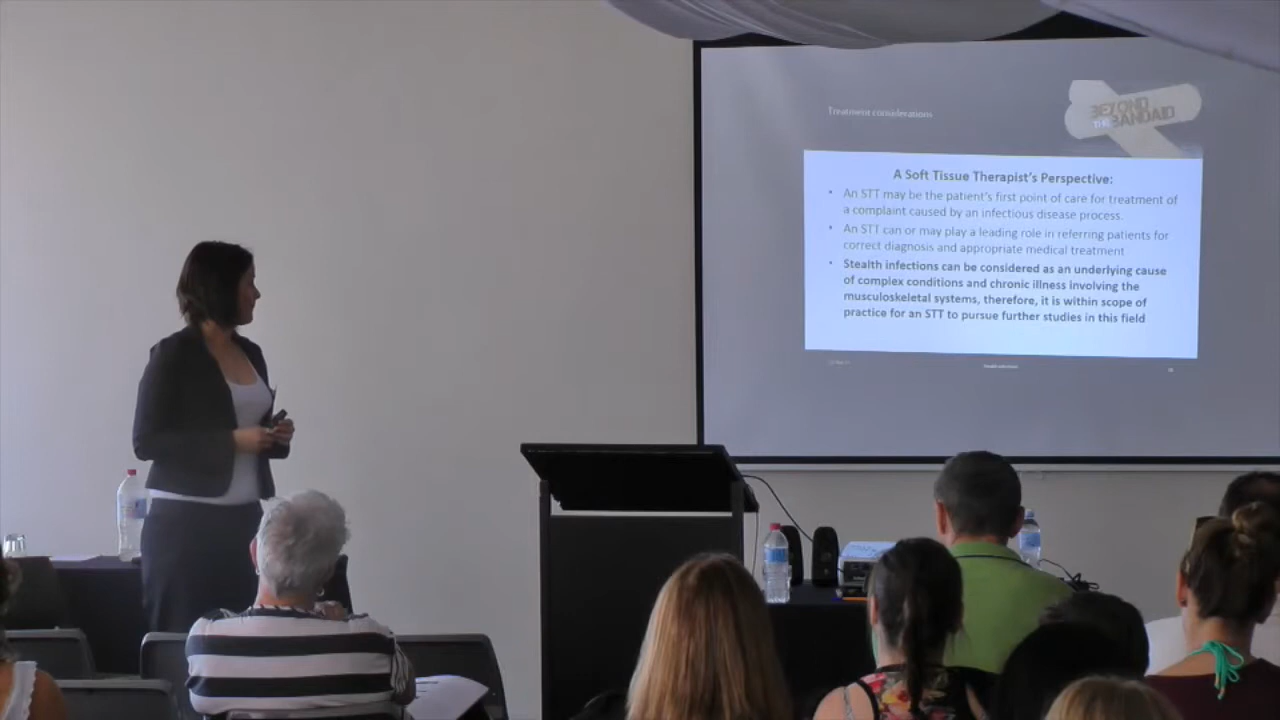 Treatment considerations
BEYOND
THE BANDAID
A Soft Tissue Therapist's Perspective:
• An STT may be the patient's first point of care for treatment of
a complaint caused by an infectious disease process.
• An STT can or may play a leading role in referring patients for
correct diagnosis and appropriate medical treatment
• Stealth infections can be considered as an underlying cause
of complex conditions and chronic illness involving the
musculoskeletal systems, therefore, it is within scope of
practice for an STT to pursue further studies in this field